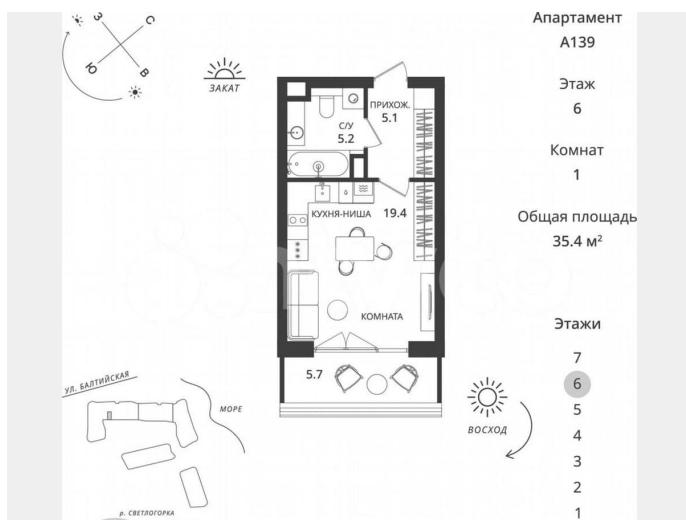 З
С
Ю
В
ЗАКАТ
Апартамент
А139
Этаж
6
Комнат
1
Общая площадь
35.4 м²
ПРИХОЖ.
5.1
С/У
5.2
КУХНЯ-НИША
19.4
КОМНАТА
5.7
ВОСХОД
Этажи
7
6
5
4
3
2
1
УЛ. БАЛТИЙСКАЯ
МОРЕ
р. СВЕТЛОГОРКА